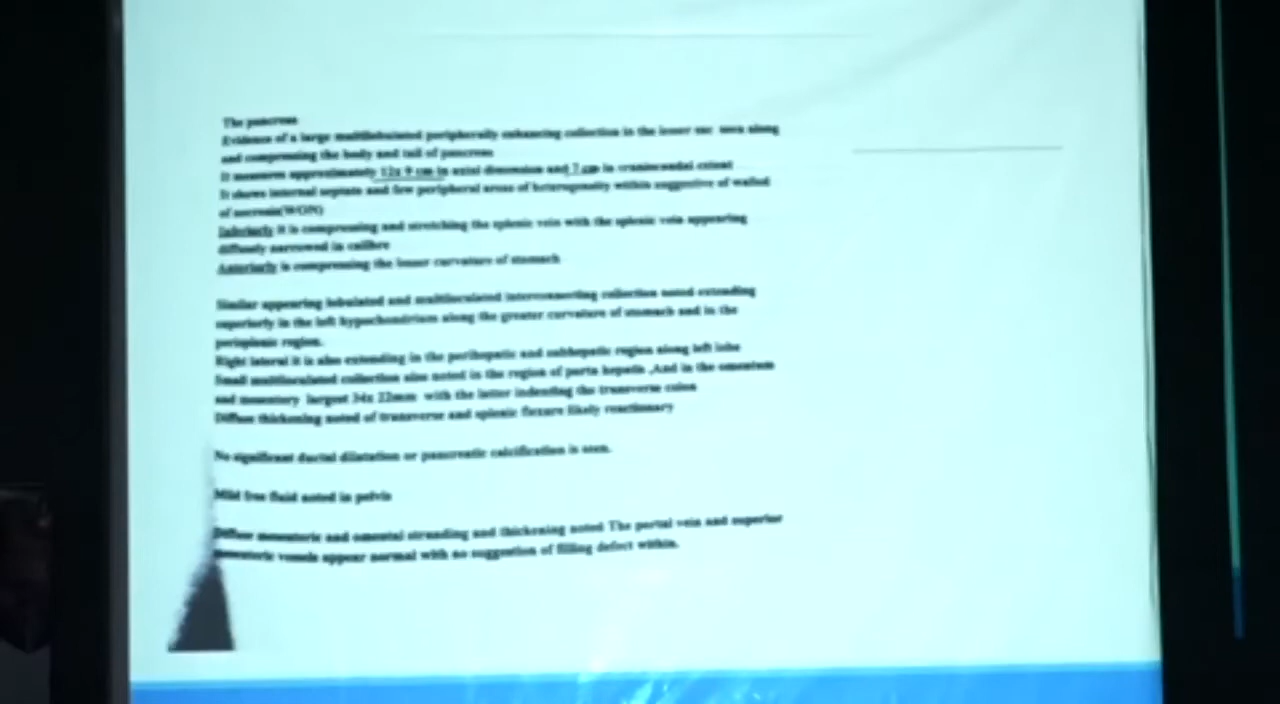 The pancreas
Evidence of a large multilobulated peripherally enhancing collection in the lesser sac seen along
and compressing the body and tail of pancreas
It measures approximately 12x 9 cm in axial dimension and 7 cm in craniocaudal extent
It shows internal septate and few peripheral areas of heterogeneity within suggestive of walled
of necrosis(WON)
Inferiorly it is compressing and stretching the splenic vein with the splenic vein appearing
diffusely narrowed in calibre
Anteriorly is compressing the lesser curvature of stomach
Similar appearing lobulated and multiloculated interconnecting collection noted extending
superiorly in the left hypochondrium along the greater curvature of stomach and in the
perisplenic region.
Right lateral it is also extending in the perihepatic and subhepatic region along left lobe
Small multiloculated collection also noted in the region of porta hepatis ,And in the omentum
and mesentery largest 34x 22mm with the latter indenting the transverse colon
Diffuse thickening noted of transverse and splenic flexure likely reactionary
No significant ductal dilatation or pancreatic calcification is seen.
Mild free fluid noted in pelvis
Diffuse mesenteric and omental stranding and thickening noted The portal vein and superior
mesenteric vessels appear normal with no suggestion of filling defect within.